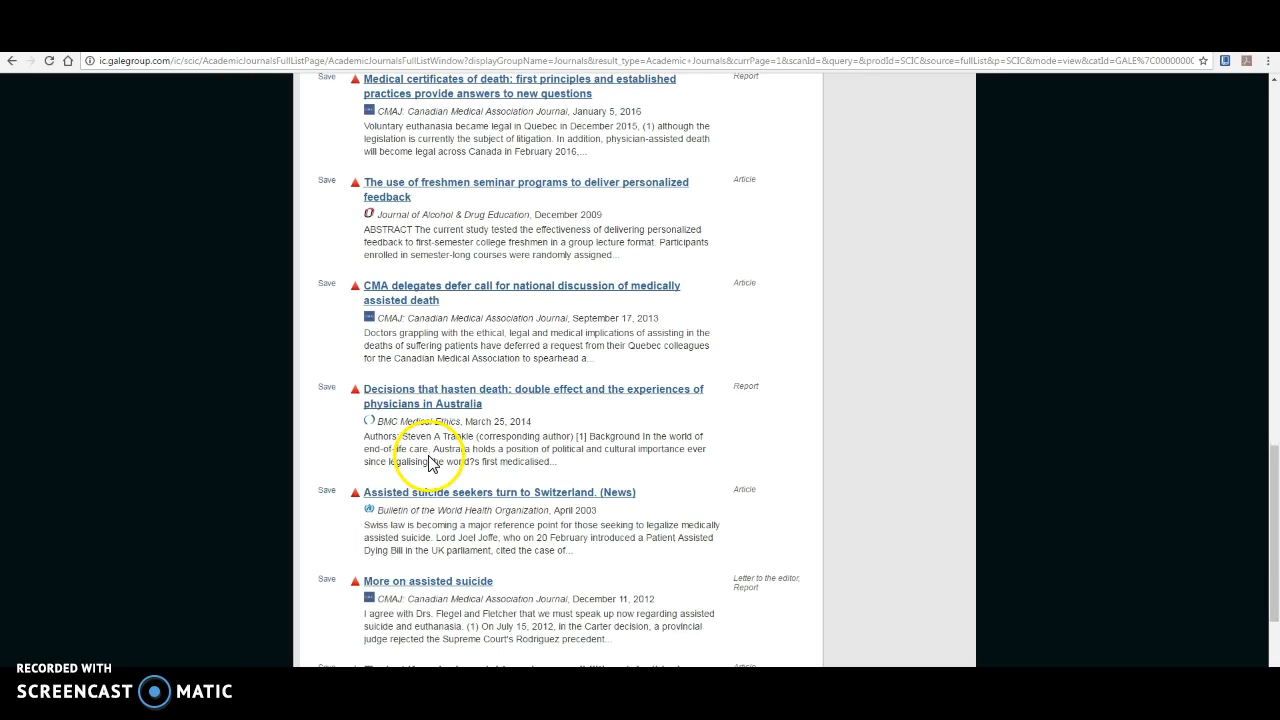 ic.galegroup.com/ic/scic/AcademicJournalsFullListPage/AcademicJournalsFullListWindow?displayGroupName=Journals&result_type=Academic+Journals&currPage=1&scanId=&query=&prodId=SCIC&source=fullList&p=SCIC&mode=view&catId=GALE%7C00000000
Save Medical certificates of death: first principles and established Report
practices provide answers to new questions
CMAJ: Canadian Medical Association Journal, January 5, 2016
Voluntary euthanasia became legal in Quebec in December 2015, (1) although the
legislation is currently the subject of litigation. In addition, physician-assisted death
will become legal across Canada in February 2016,...
Save The use of freshmen seminar programs to deliver personalized Article
feedback
Journal of Alcohol & Drug Education, December 2009
ABSTRACT The current study tested the effectiveness of delivering personalized
feedback to first-semester college freshmen in a group lecture format. Participants
enrolled in semester-long courses were randomly assigned...
Save CMA delegates defer call for national discussion of medically Article
assisted death
CMAJ: Canadian Medical Association Journal, September 17, 2013
Doctors grappling with the ethical, legal and medical implications of assisting in the
deaths of suffering patients have deferred a request from their Quebec colleagues
for the Canadian Medical Association to spearhead a...
Save Decisions that hasten death: double effect and the experiences of Report
physicians in Australia
BMC Medical Ethics, March 25, 2014
Authors: Steven A Trankle (corresponding author) [1] Background In the world of
end-of-life care, Australia holds a position of political and cultural importance ever
since legalising the world?s first medicalised...
Save Assisted suicide seekers turn to Switzerland. (News) Article
Bulletin of the World Health Organization, April 2003
Swiss law is becoming a major reference point for those seeking to legalize medically
assisted suicide. Lord Joel Joffe, who on 20 February introduced a Patient Assisted
Dying Bill in the UK parliament, cited the case of...
Save More on assisted suicide Letter to the editor,
Report
CMAJ: Canadian Medical Association Journal, December 11, 2012
I agree with Drs. Flegel and Fletcher that we must speak up now regarding assisted
suicide and euthanasia. (1) On July 15, 2012, in the Carter decision, a provincial
judge rejected the Supreme Court's Rodriguez precedent...
RECORDED WITH
SCREENCAST MATIC